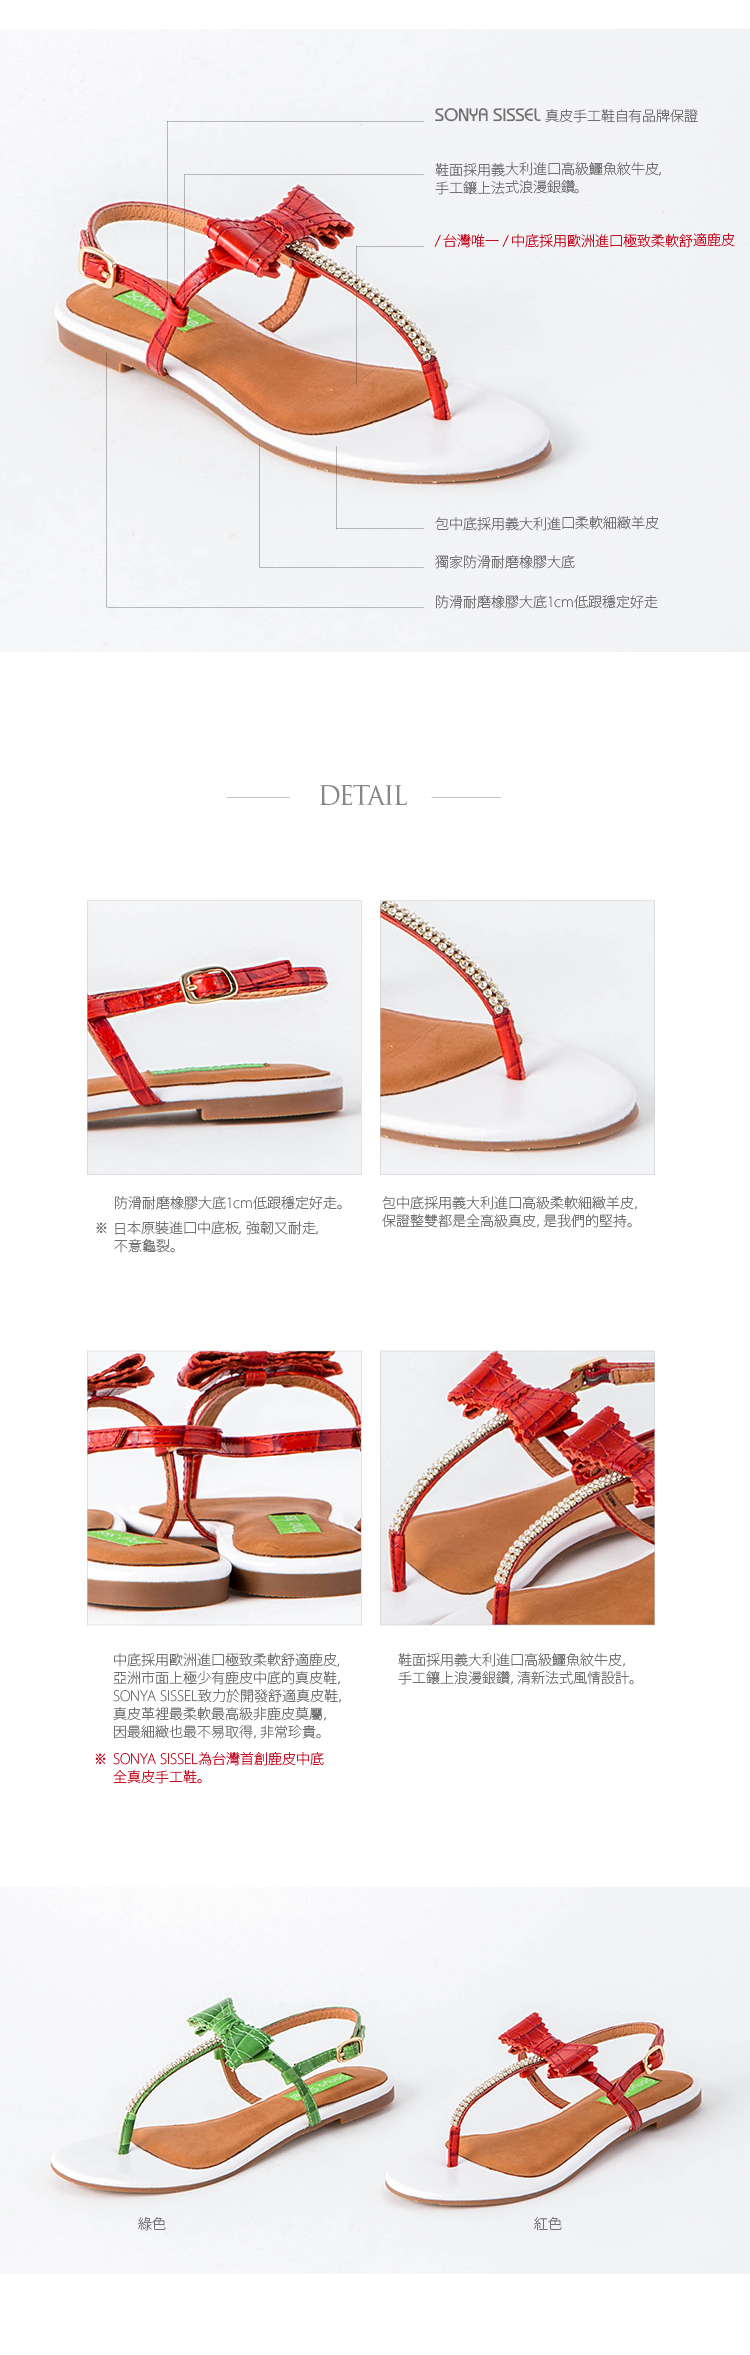 SONYA SISSEL 真皮手工鞋自有品牌保證
鞋面採用義大利進口高級鱷魚紋牛皮,
手工鑲上法式浪漫銀鑽。
/ 台灣唯一 / 中底採用歐洲進口極致柔軟舒適鹿皮
包中底採用義大利進口柔軟細緻羊皮
獨家防滑耐磨橡膠大底
防滑耐磨橡膠大底1cm低跟穩定好走
DETAIL
防滑耐磨橡膠大底1cm低跟穩定好走。
※ 日本原裝進口中底板, 強韌又耐走,
不意龜裂。
包中底採用義大利進口高級柔軟細緻羊皮,
保證整雙都是全高級真皮, 是我們的堅持。
中底採用歐洲進口極致柔軟舒適鹿皮,
亞洲市面上極少有鹿皮中底的真皮鞋,
SONYA SISSEL致力於開發舒適真皮鞋,
真皮革裡最柔軟最高級非鹿皮莫屬,
因最細緻也最不易取得, 非常珍貴。
※ SONYA SISSEL為台灣首創鹿皮中底
全真皮手工鞋。
鞋面採用義大利進口高級鱷魚紋牛皮,
手工鑲上浪漫銀鑽, 清新法式風情設計。
綠色
紅色